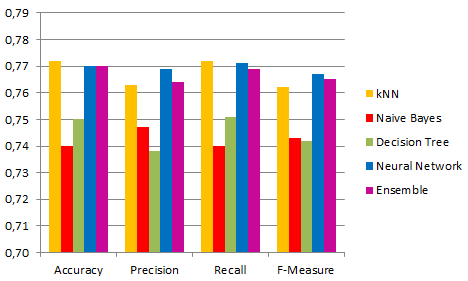 0,79
0,78
0,77
0,76
0,75
0,74
0,73
0,72
0,71
0,70
Accuracy Precision Recall F-Measure
kNN
Naive Bayes
Decision Tree
Neural Network
Ensemble